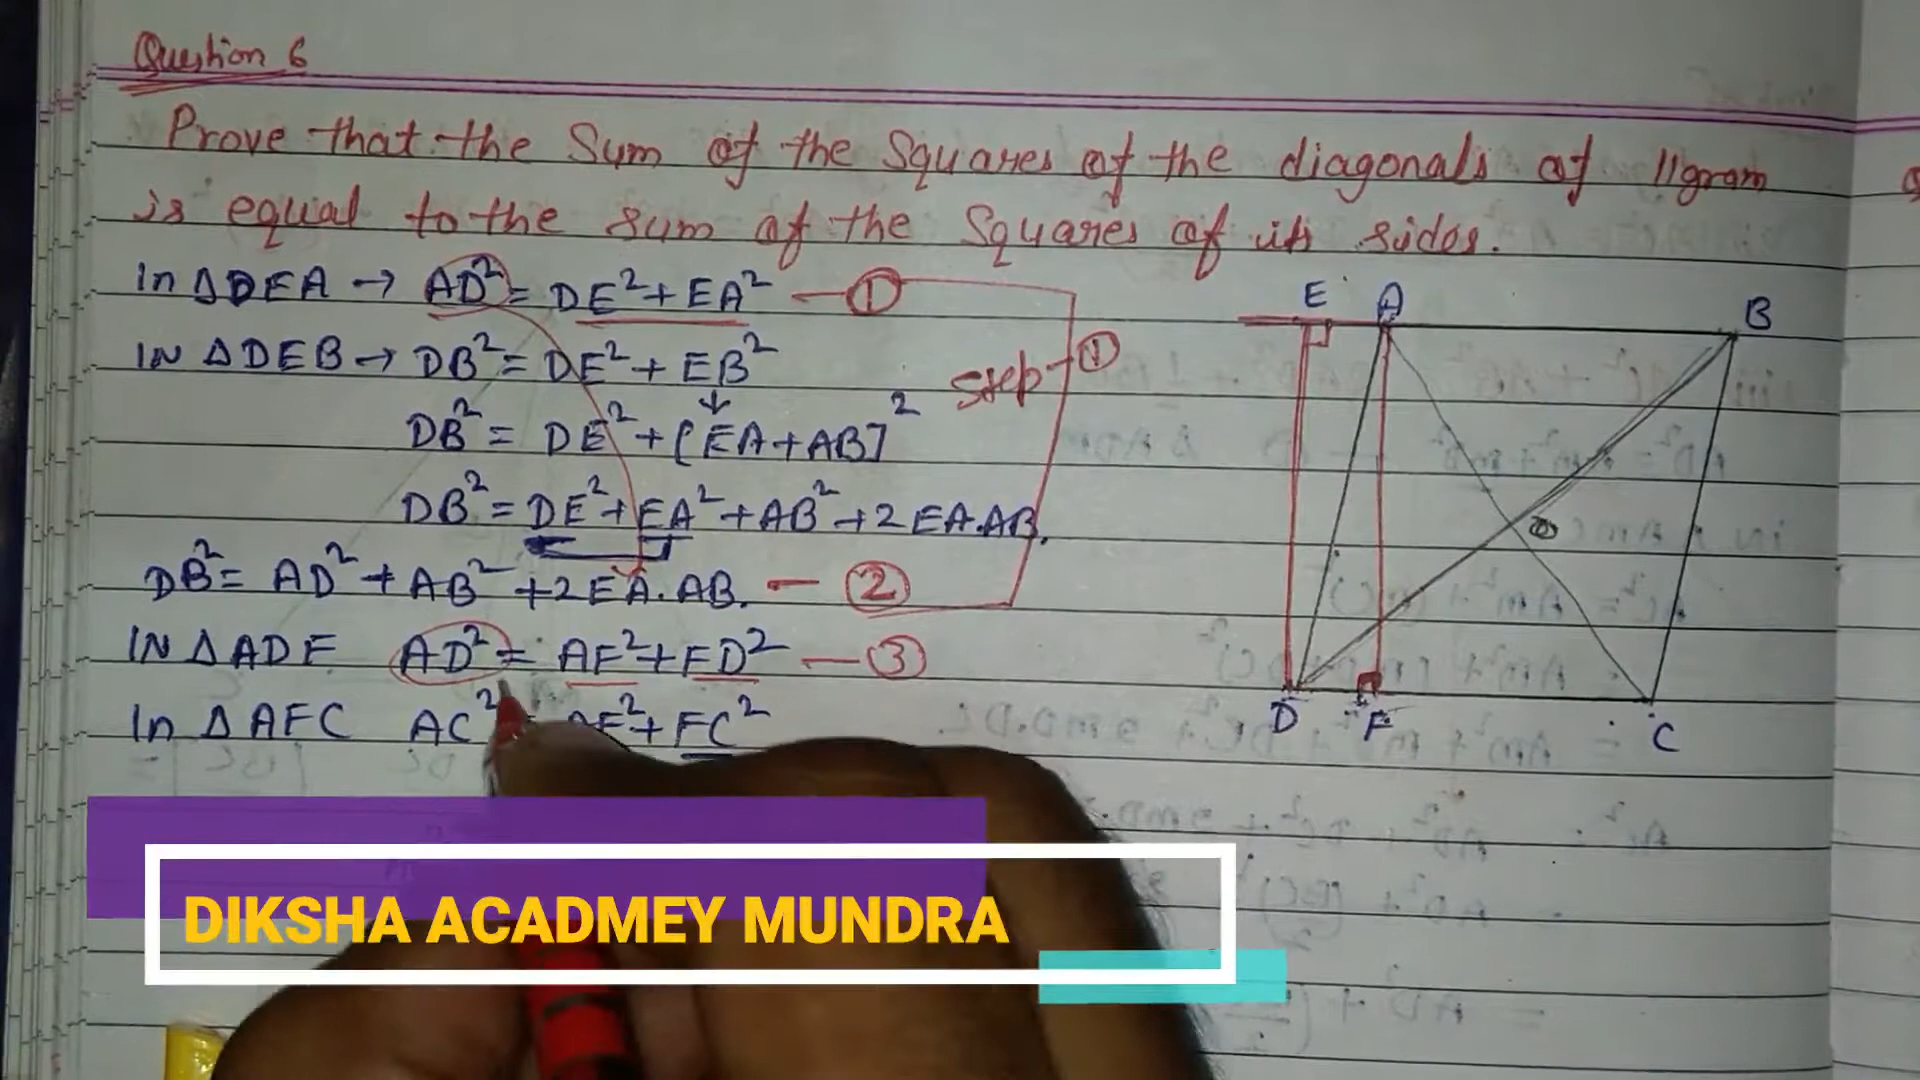 Question 6
Prove that the Sum of the Squares of the diagonals of ||gram
is equal to the sum of the Squares of its sides.
In ΔDEA → AD² = DE² + EA² — ①
IN ΔDEB → DB² = DE² + EB²
DB² = DE² + [EA+AB]²
DB² = DE² + EA² + AB² + 2EA.AB.
Step ①
DB² = AD² + AB² + 2EA.AB. — ②
IN ΔADF AD² = AF² + FD² — ③
In ΔAFC AC² = AF² + FC²
E A B
D F C
O
DIKSHA ACADMEY MUNDRA